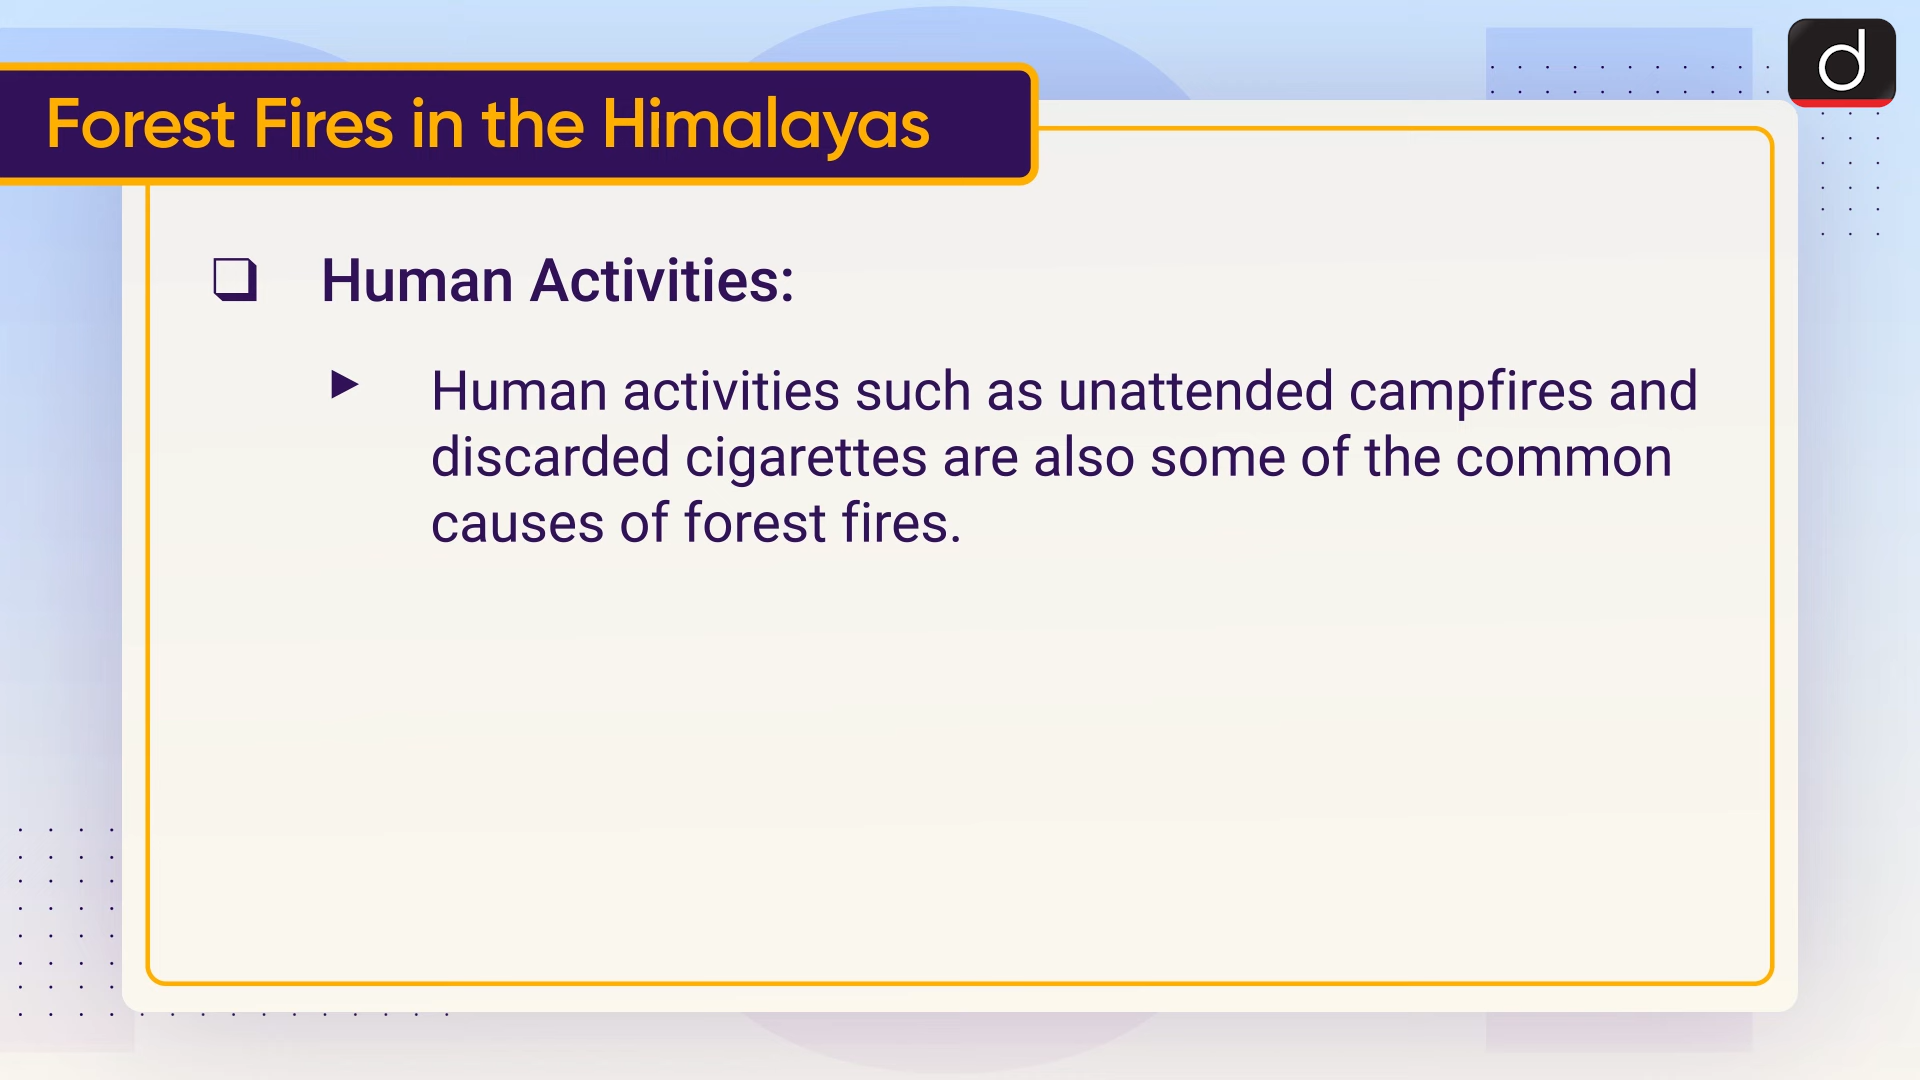 Forest Fires in the Himalayas
d
❑ Human Activities:
► Human activities such as unattended campfires and
discarded cigarettes are also some of the common
causes of forest fires.